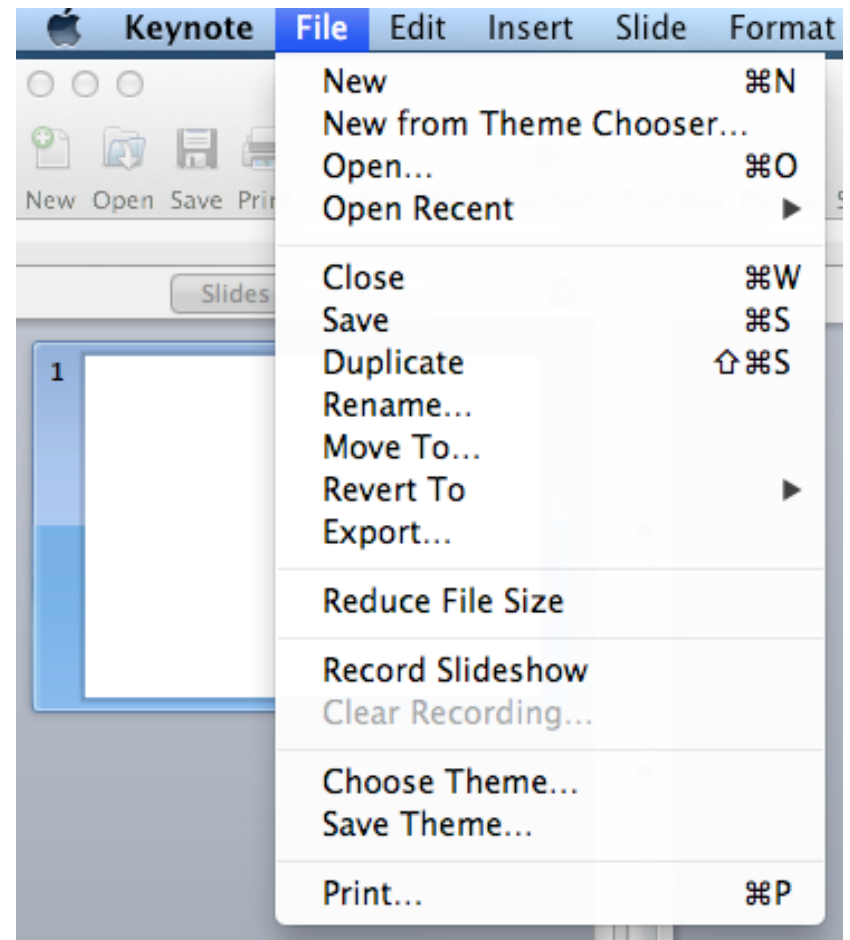 Keynote File Edit Insert Slide Format
New ⌘N
New from Theme Chooser...
Open... ⌘O
Open Recent ▶
Close ⌘W
Save ⌘S
Duplicate ⇧⌘S
Rename...
Move To...
Revert To ▶
Export...
Reduce File Size
Record Slideshow
Clear Recording...
Choose Theme...
Save Theme...
Print... ⌘P
New Open Save
Slides
1